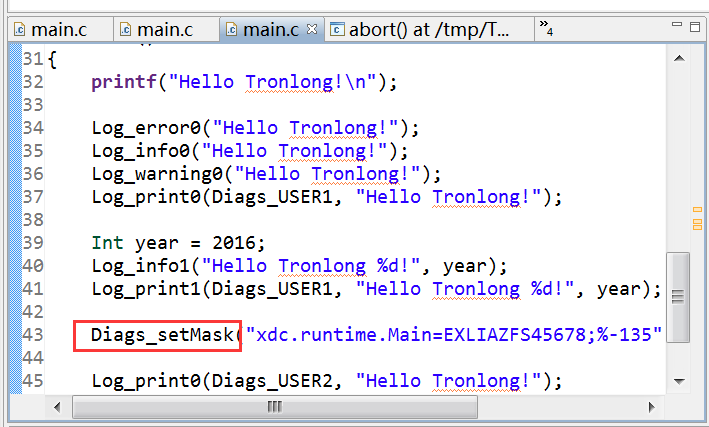 main.c main.c main.c abort() at /tmp/T... »4
31 {
32     printf("Hello Tronlong!\n");
33
34     Log_error0("Hello Tronlong!");
35     Log_info0("Hello Tronlong!");
36     Log_warning0("Hello Tronlong!");
37     Log_print0(Diags_USER1, "Hello Tronlong!");
38
39     Int year = 2016;
40     Log_info1("Hello Tronlong %d!", year);
41     Log_print1(Diags_USER1, "Hello Tronlong %d!", year);
42
43     Diags_setMask("xdc.runtime.Main=EXLIAZFS45678;%-135"
44
45     Log_print0(Diags_USER2, "Hello Tronlong!");